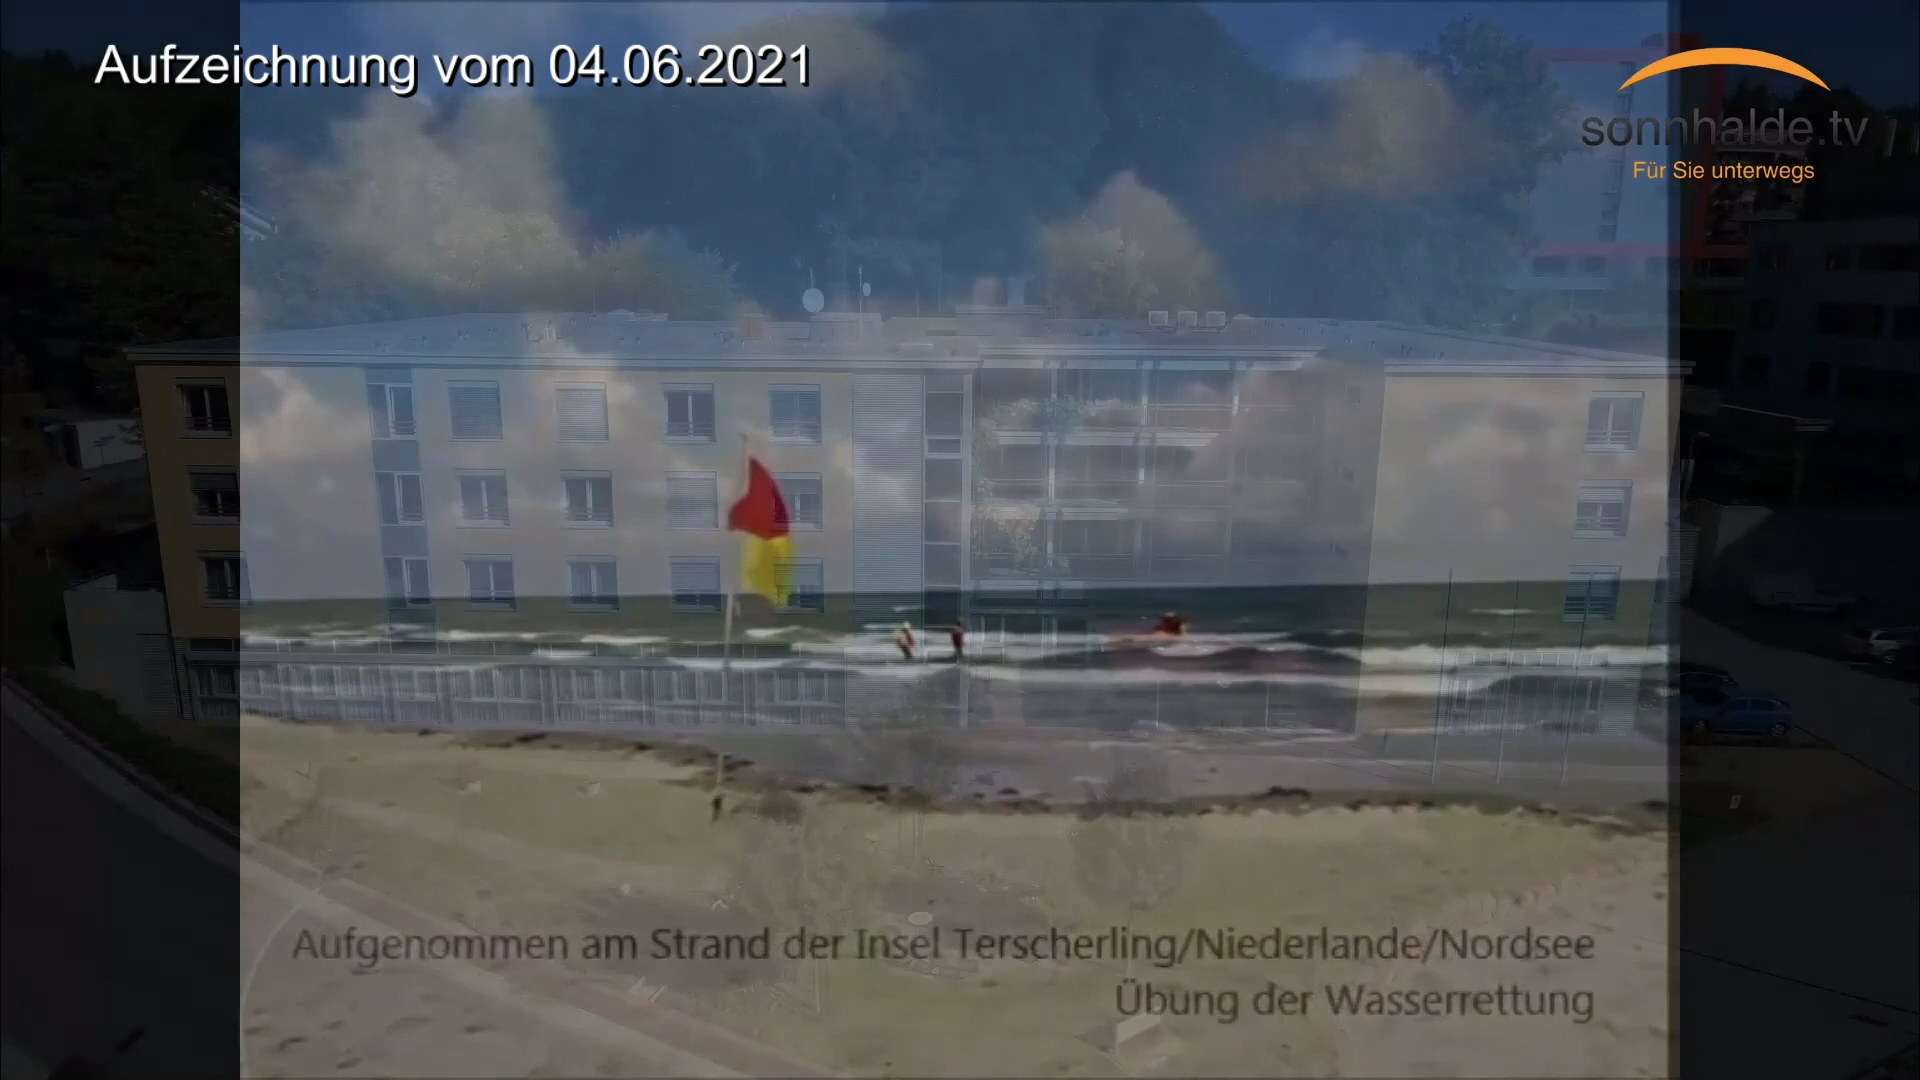 Aufzeichnung vom 04.06.2021
sonnhalde.tv
Für Sie unterwegs
Aufgenommen am Strand der Insel Terscherling/Niederlande/Nordsee
Übung der Wasserrettung